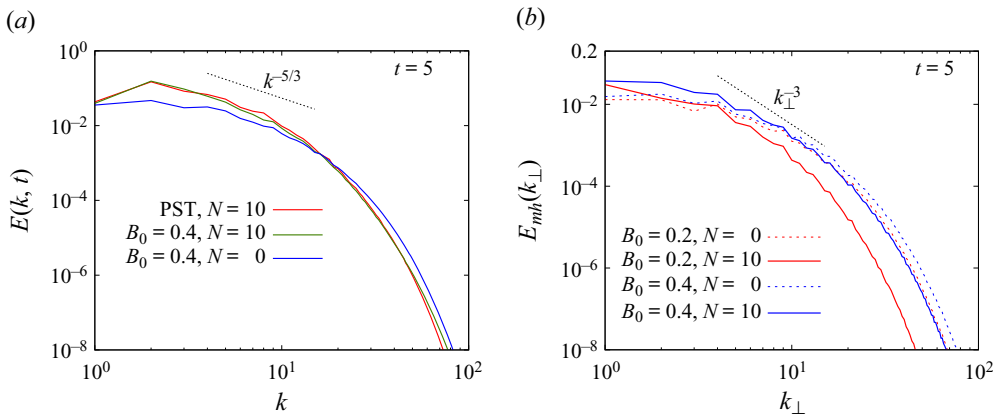 (a)
10^0
10^−2
10^−4
10^−6
10^−8
E(k, t)
k^−5/3
t = 5
PST, N = 10
B_0 = 0.4, N = 10
B_0 = 0.4, N = 0
10^0
10^1
10^2
k
(b)
0.2
10^−2
10^−4
10^−6
10^−8
E_mh(k_⊥)
k_⊥^−3
t = 5
B_0 = 0.2, N = 0
B_0 = 0.2, N = 10
B_0 = 0.4, N = 0
B_0 = 0.4, N = 10
10^0
10^1
10^2
k_⊥